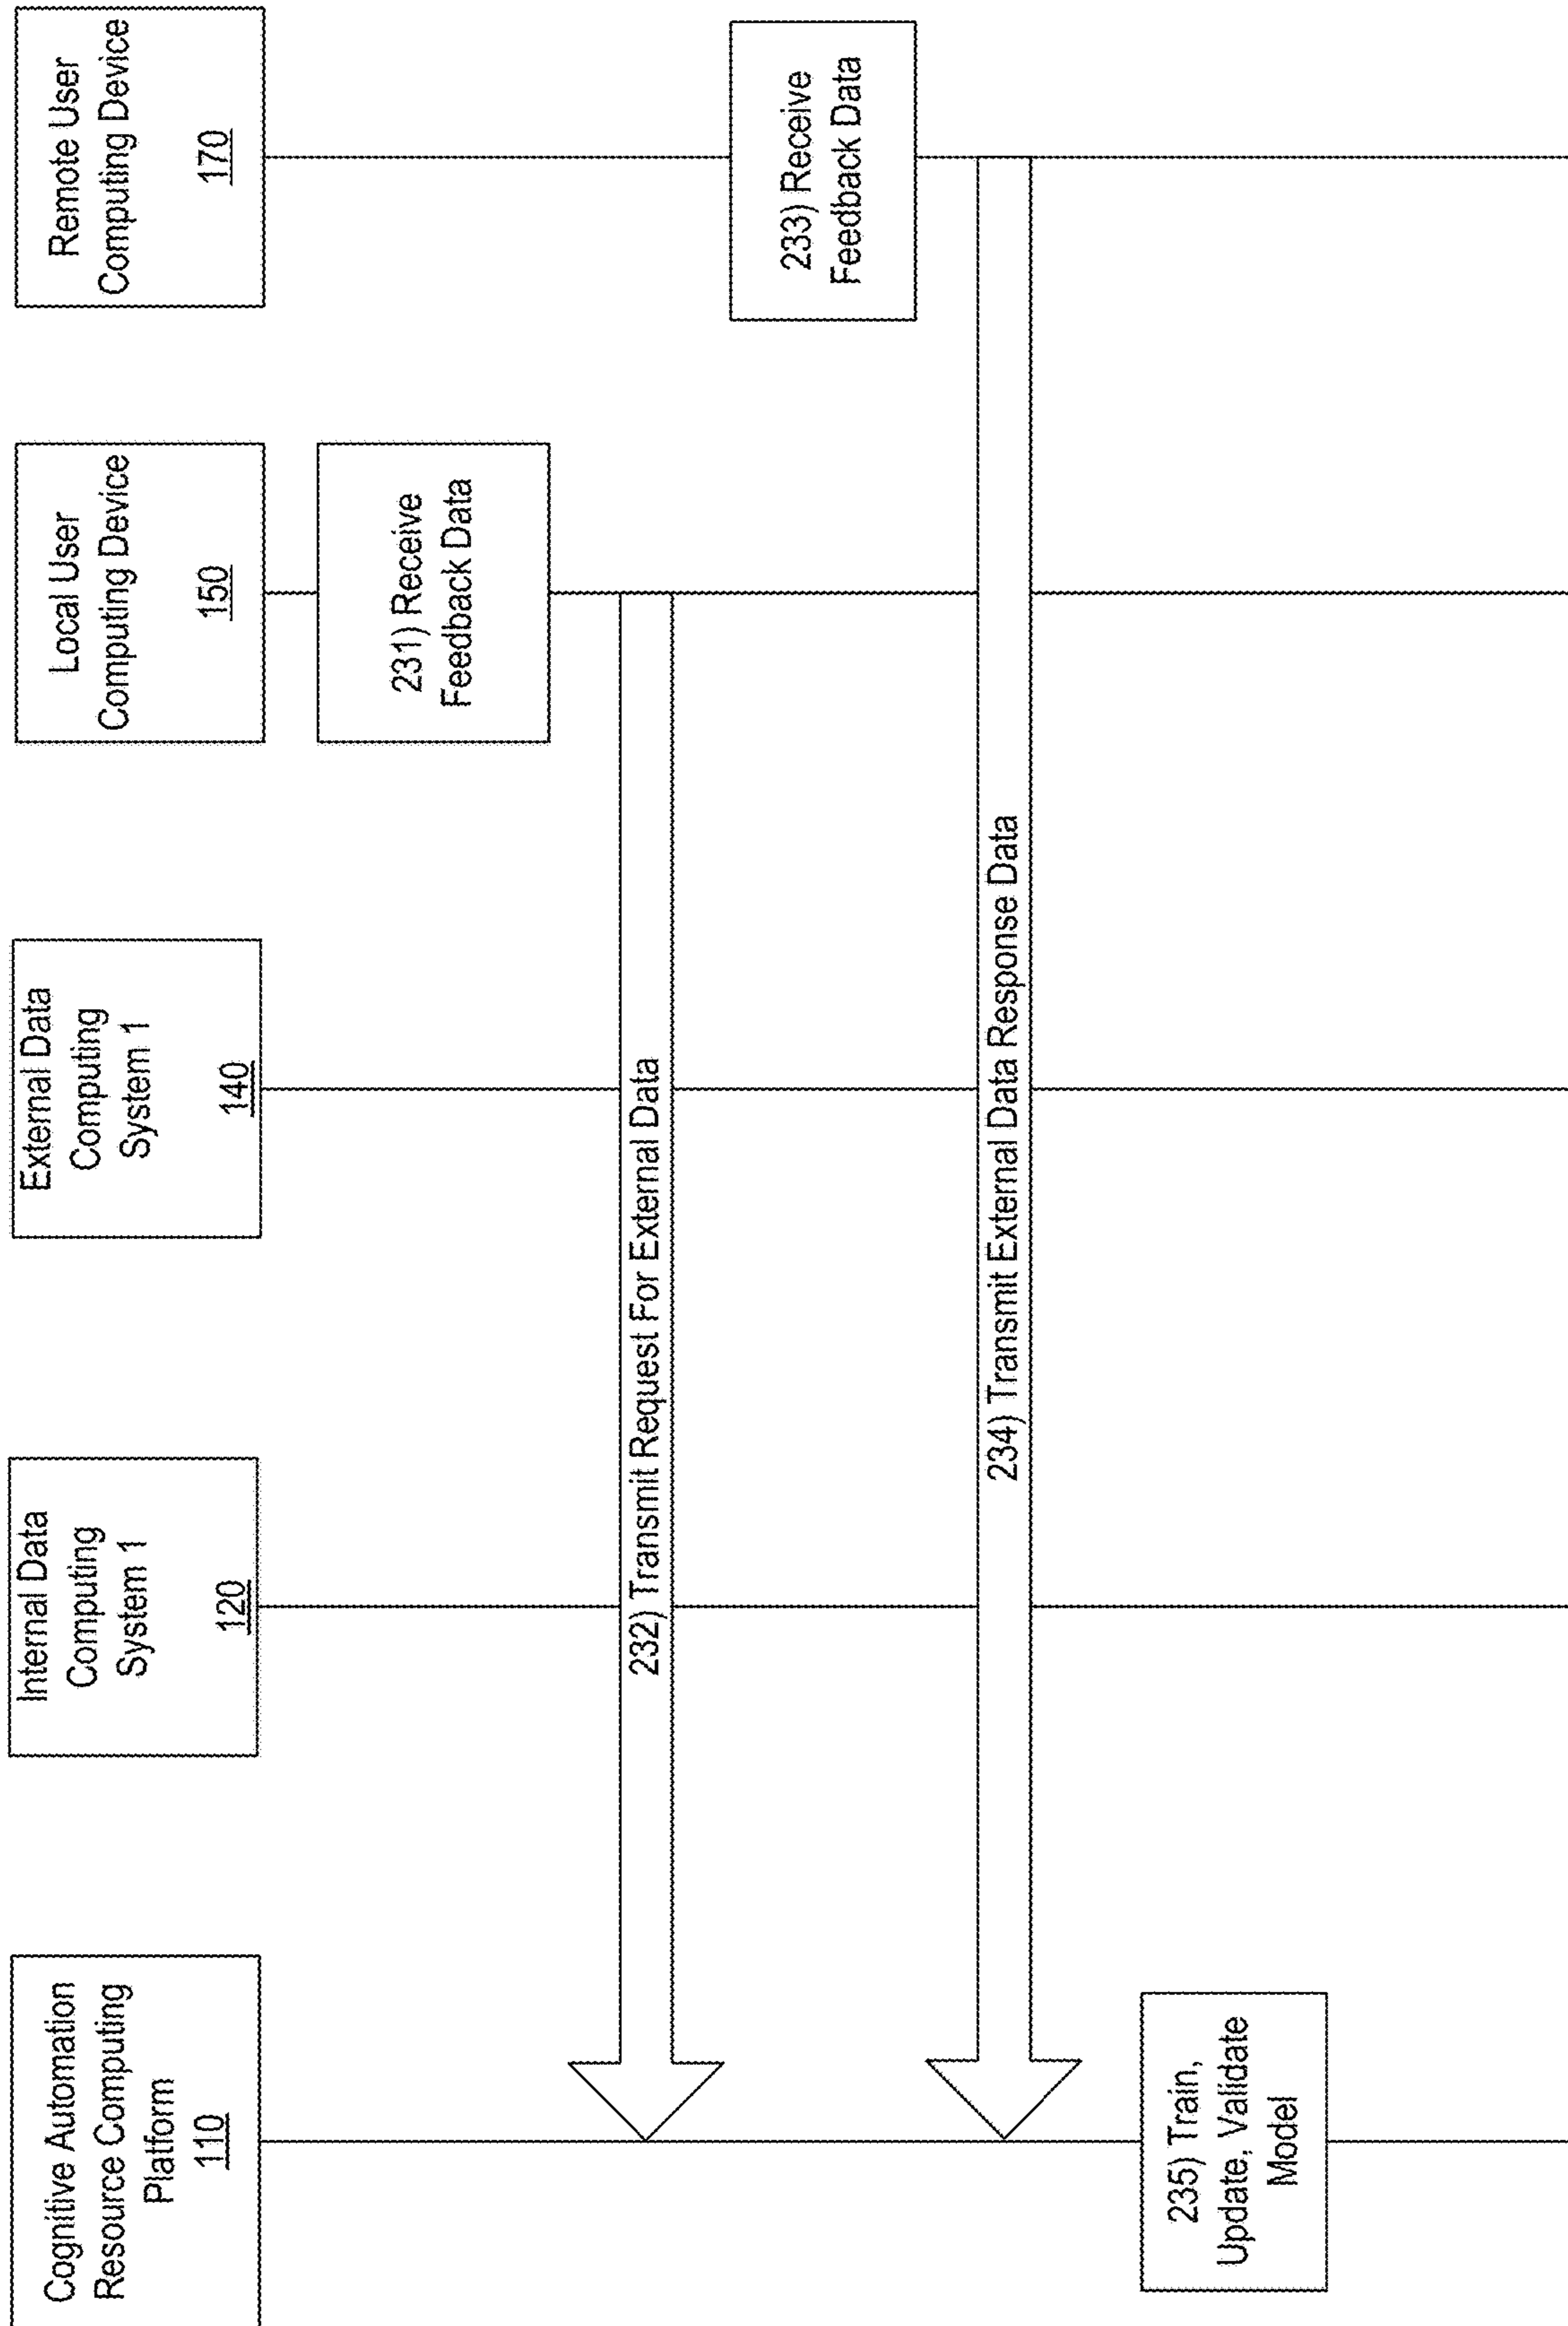 Cognitive Automation
Resource Computing
Platform
110
Internal Data
Computing
System 1
120
External Data
Computing
System 1
140
Local User
Computing Device
150
Remote User
Computing Device
170
231) Receive
Feedback Data
232) Transmit Request For External Data
233) Receive
Feedback Data
234) Transmit External Data Response Data
235) Train,
Update, Validate
Model